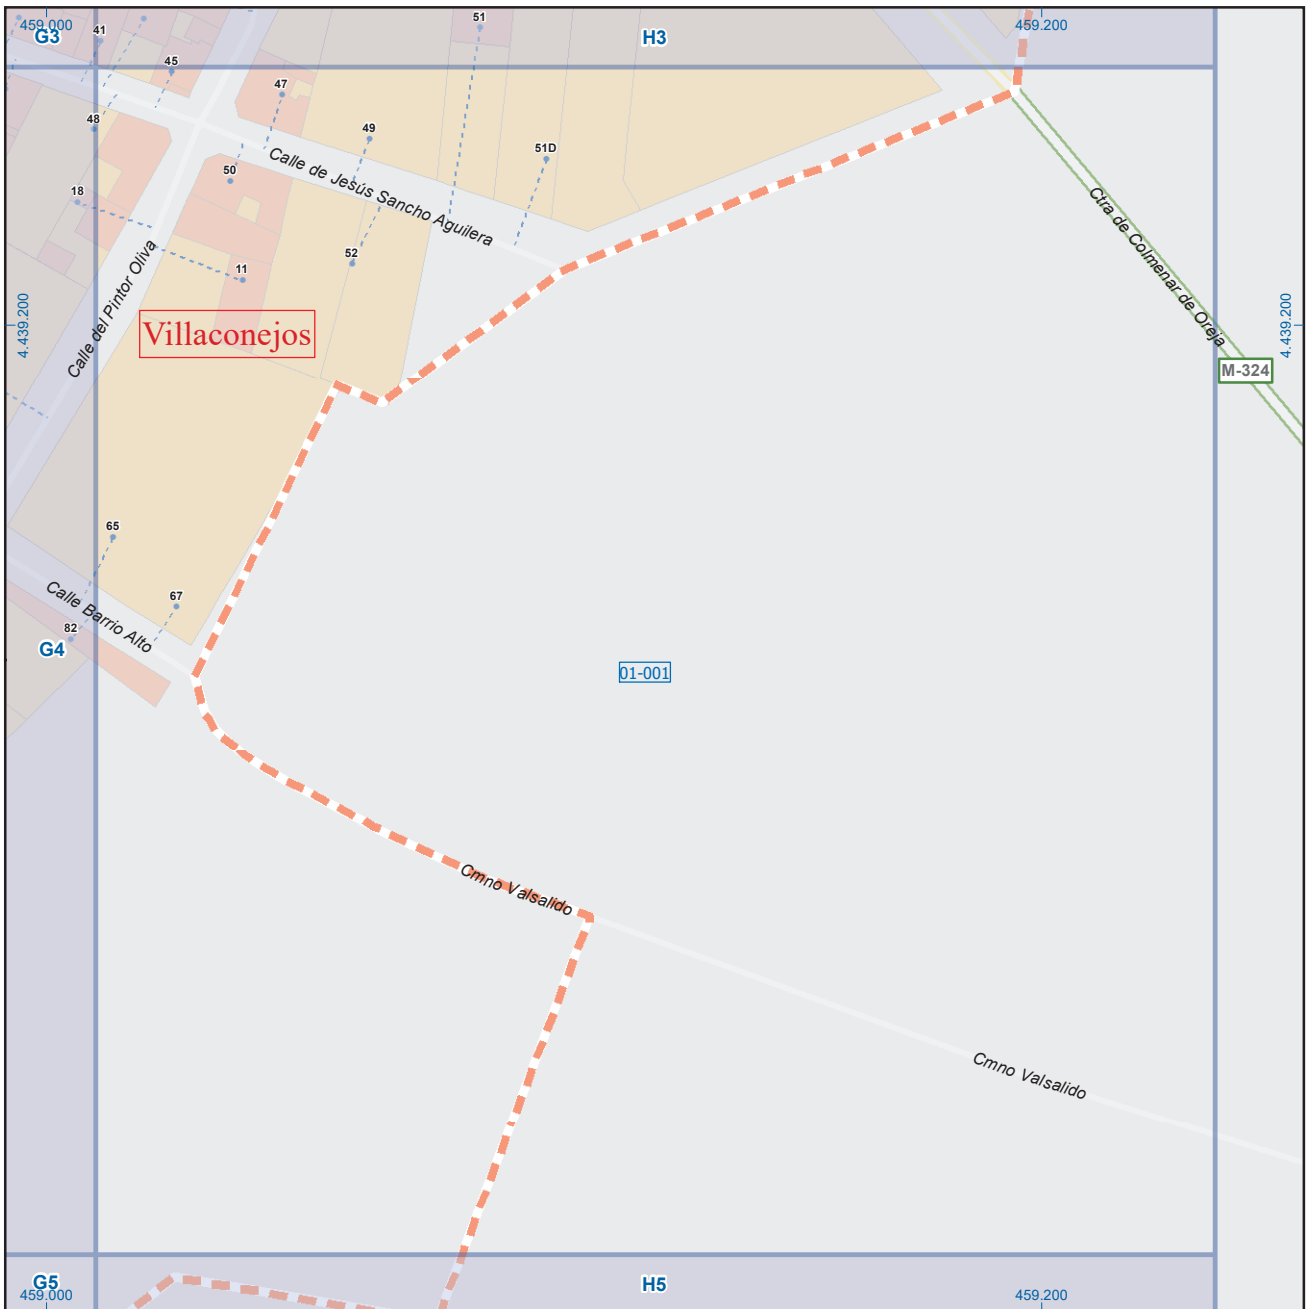 459.000
G3
41
51
H3
459.200
45
47
48
49
51D
50
Calle de Jesús Sancho Aguilera
18
Ctra de Colmenar de Oreja
52
11
Calle del Pintor Oliva
4.439.200
Villaconejos
4.439.200
M-324
65
Calle Barrio Alto
67
82
G4
01-001
Cmno Valsalido
Cmno Valsalido
G5
459.000
H5
459.200